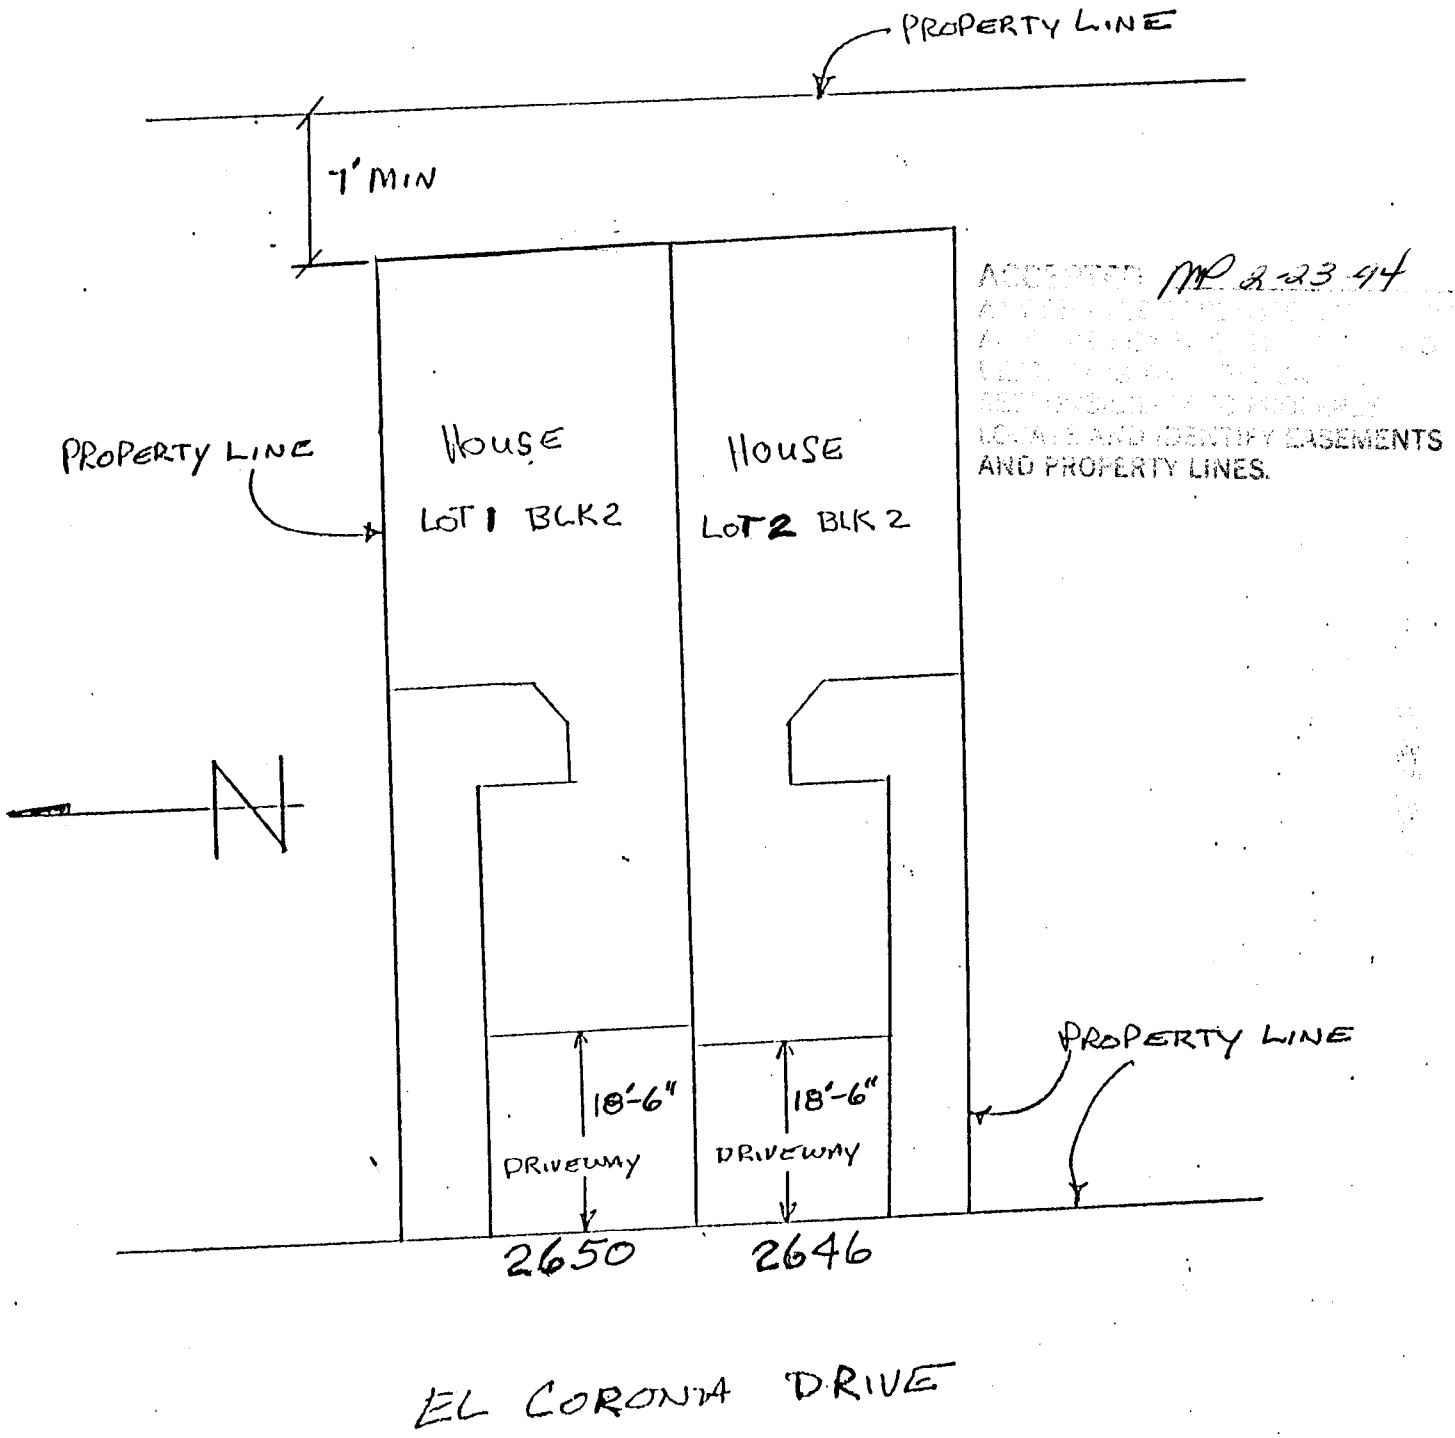 PROPERTY LINE
7' MIN
ACCEPTED MP 2-23-94
LOCATE AND IDENTIFY EASEMENTS
AND PROPERTY LINES.
PROPERTY LINE
HOUSE
LOT 1 BLK 2
HOUSE
LOT 2 BLK 2
N
PROPERTY LINE
18'-6"
DRIVEWAY
18'-6"
DRIVEWAY
2650
2646
EL CORONA DRIVE